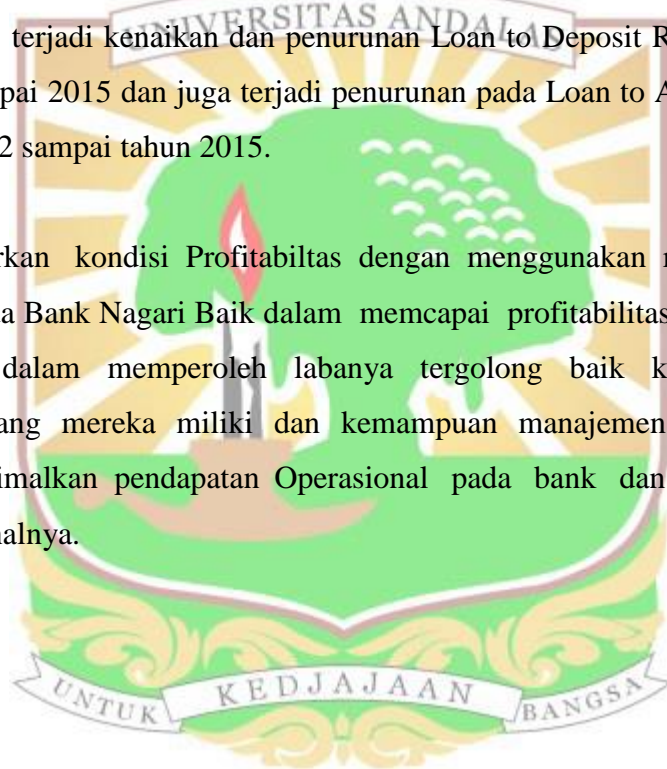 UNIVERSITAS ANDALAS
terjadi kenaikan dan penurunan Loan to Deposit R
pai 2015 dan juga terjadi penurunan pada Loan to A
2 sampai tahun 2015.
rkan kondisi Profitabiltas dengan menggunakan
a Bank Nagari Baik dalam memcapai profitabilitas
dalam memperoleh labanya tergolong baik k
ang mereka miliki dan kemampuan manajemen
imalkan pendapatan Operasional pada bank dan
nalnya.
UNTUK KEDJAJAAN BANGSA